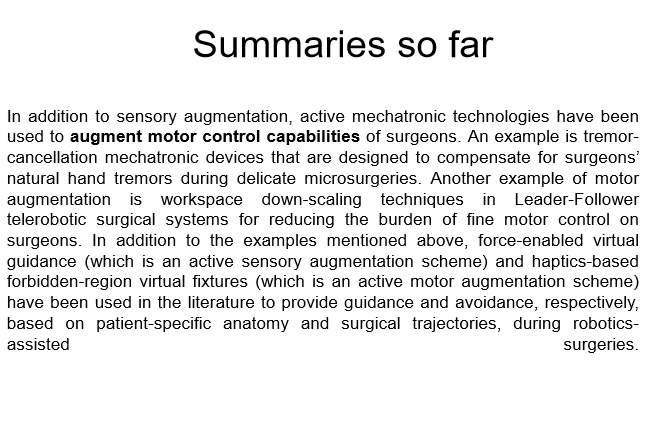 Summaries so far
In addition to sensory augmentation, active mechatronic technologies have been
used to augment motor control capabilities of surgeons. An example is tremor-
cancellation mechatronic devices that are designed to compensate for surgeons’
natural hand tremors during delicate microsurgeries. Another example of motor
augmentation is workspace down-scaling techniques in Leader-Follower
telerobotic surgical systems for reducing the burden of fine motor control on
surgeons. In addition to the examples mentioned above, force-enabled virtual
guidance (which is an active sensory augmentation scheme) and haptics-based
forbidden-region virtual fixtures (which is an active motor augmentation scheme)
have been used in the literature to provide guidance and avoidance, respectively,
based on patient-specific anatomy and surgical trajectories, during robotics-
assisted surgeries.